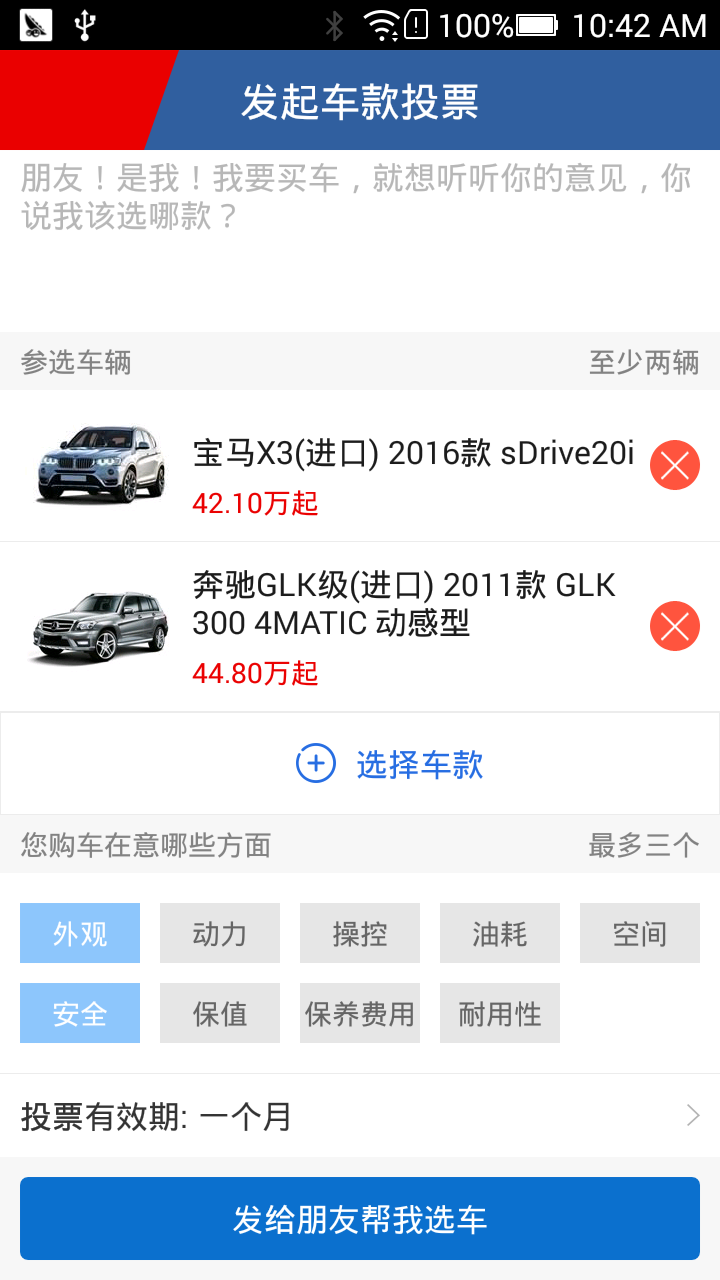 100% 10:42 AM
发起车款投票
朋友！是我！我要买车，就想听听你的意见，你
说我该选哪款？
参选车辆 至少两辆
宝马X3(进口) 2016款 sDrive20i
42.10万起
奔驰GLK级(进口) 2011款 GLK
300 4MATIC 动感型
44.80万起
选择车款
您购车在意哪些方面 最多三个
外观 动力 操控 油耗 空间
安全 保值 保养费用 耐用性
投票有效期: 一个月
发给朋友帮我选车